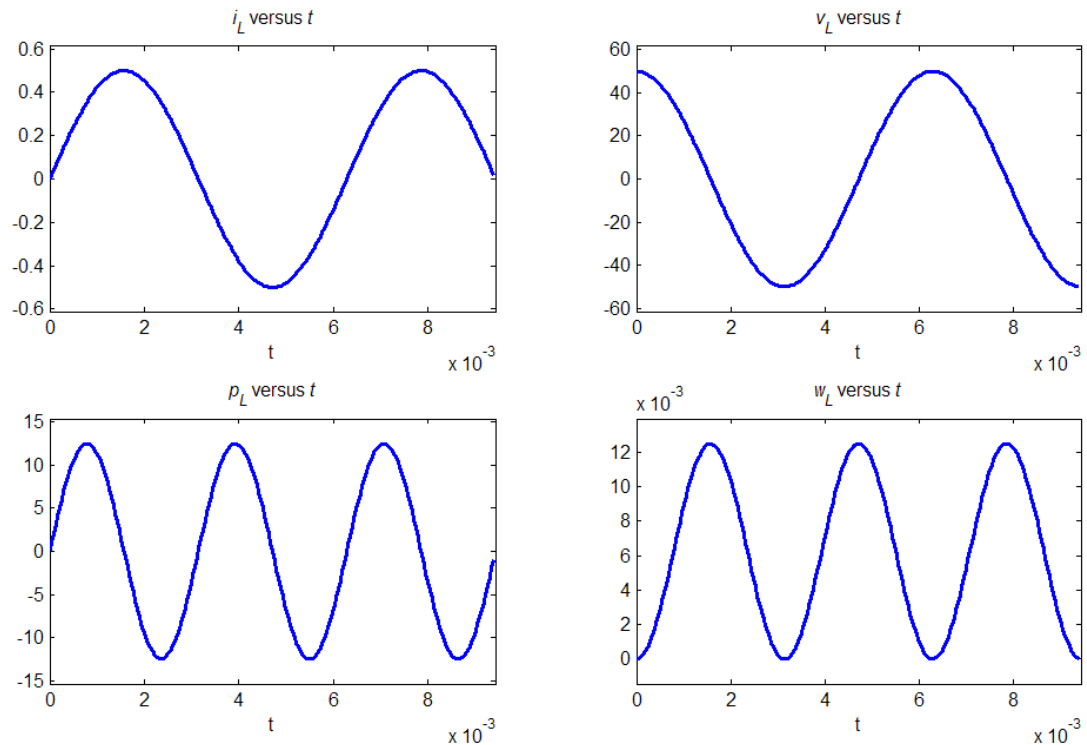 i_L versus t
0.6
0.4
0.2
0
-0.2
-0.4
-0.6
0 2 4 6 8
t
x 10^-3
v_L versus t
60
40
20
0
-20
-40
-60
0 2 4 6 8
t
x 10^-3
p_L versus t
15
10
5
0
-5
-10
-15
0 2 4 6 8
t
x 10^-3
w_L versus t
x 10^-3
12
10
8
6
4
2
0
0 2 4 6 8
t
x 10^-3